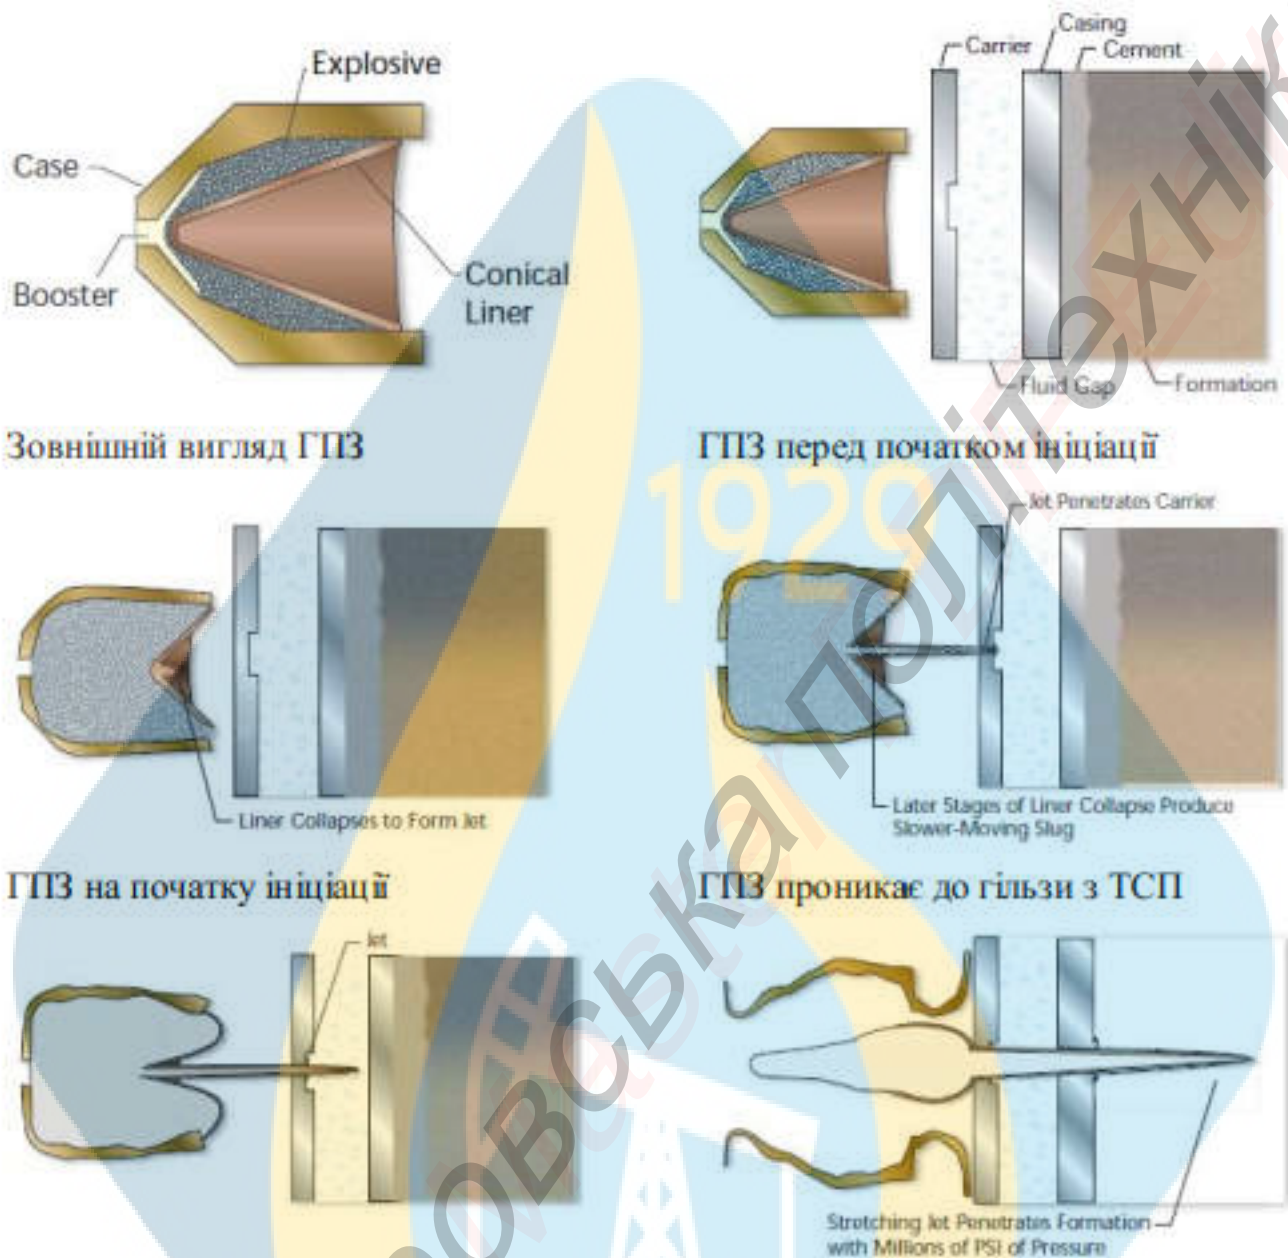 Explosive
Case
Booster
Conical
Liner
Carrier
Casing
Cement
Fluid Gap
Formation
Зовнішній вигляд ГПЗ
ГПЗ перед початком ініціації
1929
Liner Collapses to Form Jet
Jet Penetrates Carrier
Later Stages of Liner Collapse Produce
Slower-Moving Slug
ГПЗ на початку ініціації
ГПЗ проникає до гільзи з ТСП
Jet
Stretching Jet Penetrates Formation
with Millions of PSI of Pressure